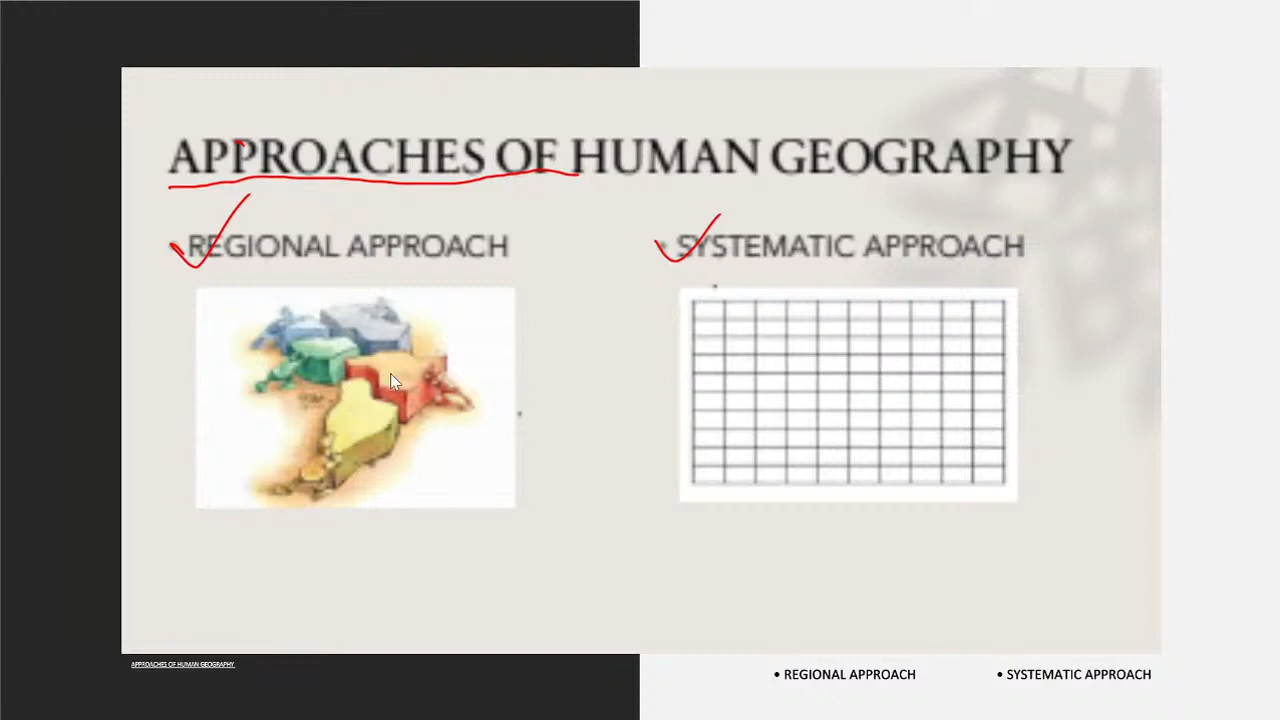 APPROACHES OF HUMAN GEOGRAPHY
• REGIONAL APPROACH
• SYSTEMATIC APPROACH
APPROACHES OF HUMAN GEOGRAPHY
• REGIONAL APPROACH
• SYSTEMATIC APPROACH